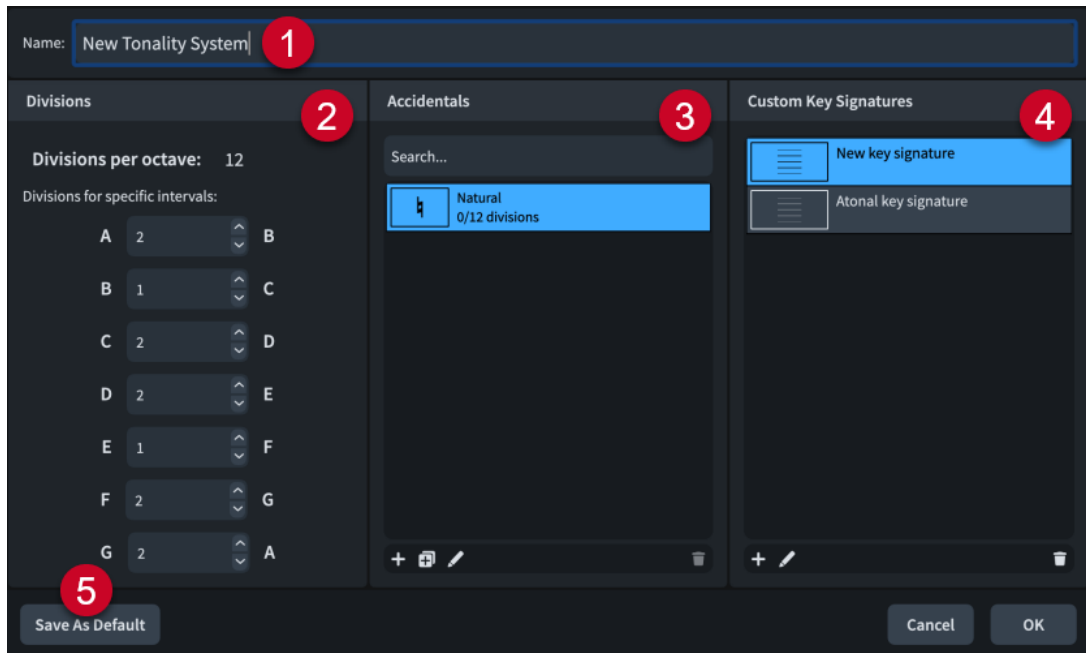 Name: New Tonality System 1
Divisions 2
Divisions per octave: 12
Divisions for specific intervals:
A 2 B
B 1 C
C 2 D
D 2 E
E 1 F
F 2 G
G 2 A
Accidentals 3
Search...
Natural
0/12 divisions
Custom Key Signatures 4
New key signature
Atonal key signature
5
Save As Default
Cancel OK